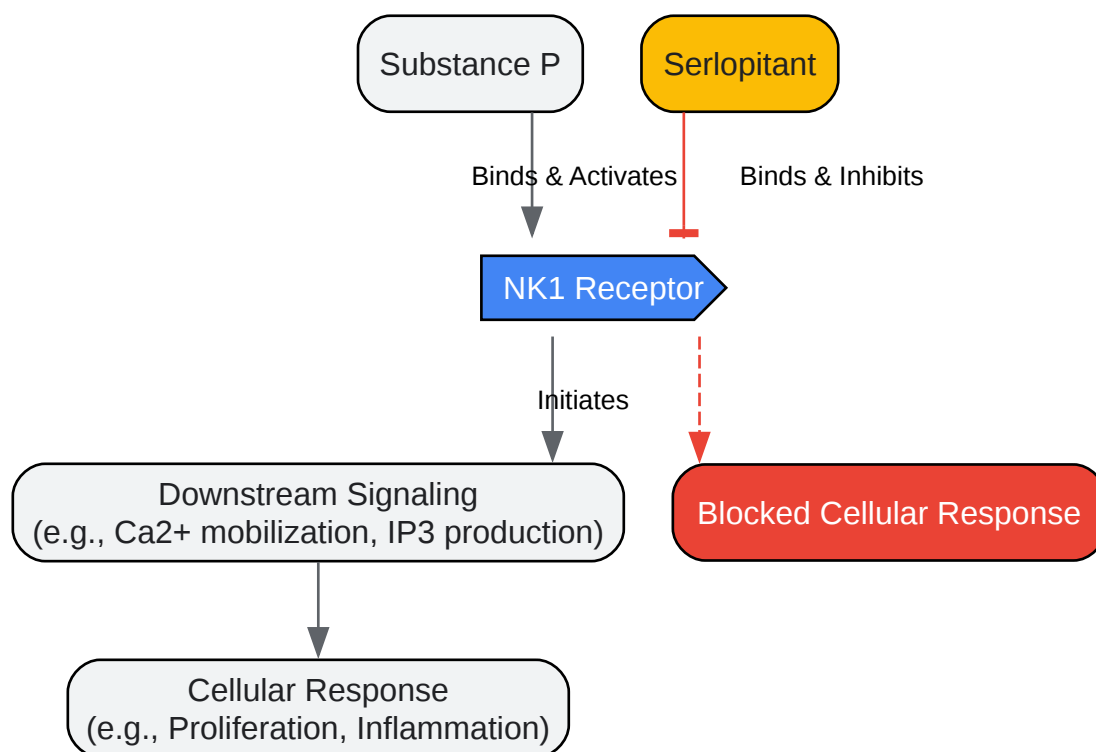 Substance P
Serlopitant
Binds & Activates
Binds & Inhibits
NK1 Receptor
Initiates
Downstream Signaling
(e.g., Ca2+ mobilization, IP3 production)
Blocked Cellular Response
Cellular Response
(e.g., Proliferation, Inflammation)